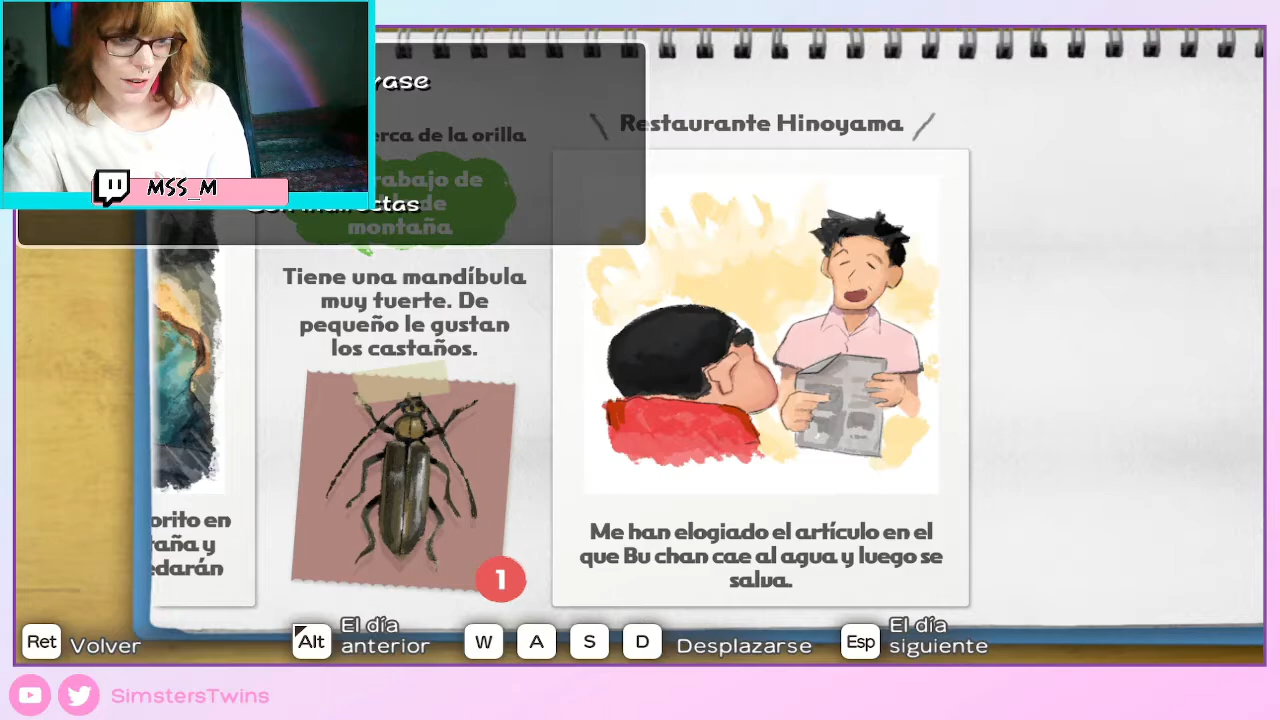 MSS_M
erca de la orilla
rabajo de
de
montaña
indirectas
Tiene una mandíbula
muy fuerte. De
pequeño le gustan
los castaños.
1
orito en
taña y
edarán
Restaurante Hinoyama
Me han elogiado el artículo en el
que Bu chan cae al agua y luego se
salva.
Ret Volver
Alt El día
anterior
W A S D Desplazarse
Esp El día
siguiente
SimstersTwins